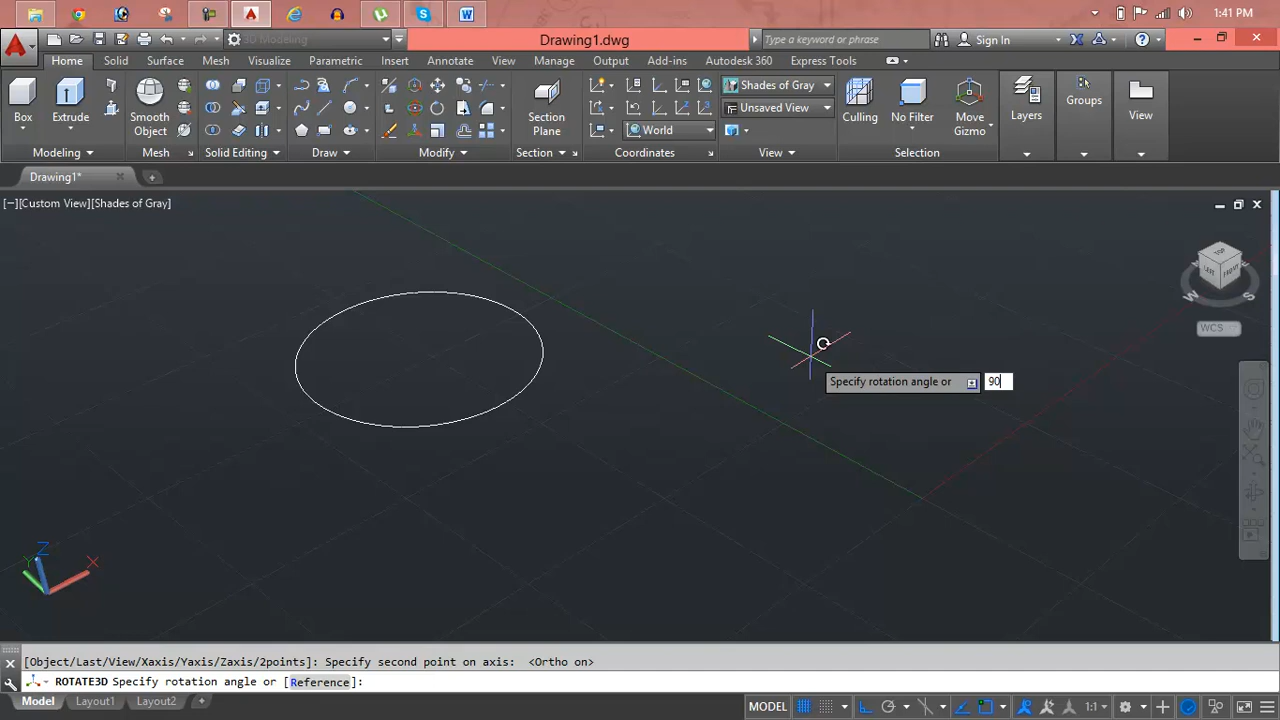 1:41 PM
3D Modeling
Drawing1.dwg
Type a keyword or phrase
Sign In
Home Solid Surface Mesh Visualize Parametric Insert Annotate View Manage Output Add-ins Autodesk 360 Express Tools
Box
Extrude
Smooth
Object
Section
Plane
World
Shades of Gray
Unsaved View
Culling
No Filter
Move
Gizmo
Layers
Groups
View
Modeling
Mesh
Solid Editing
Draw
Modify
Section
Coordinates
View
Selection
Drawing1*
[−][Custom View][Shades of Gray]
TOP
LEFT
FRONT
W
S
WCS
Specify rotation angle or
90
Z
Y
X
[Object/Last/View/Xaxis/Yaxis/Zaxis/2points]: Specify second point on axis: <Ortho on>
ROTATE3D Specify rotation angle or [Reference]:
Model Layout1 Layout2
MODEL
1:1